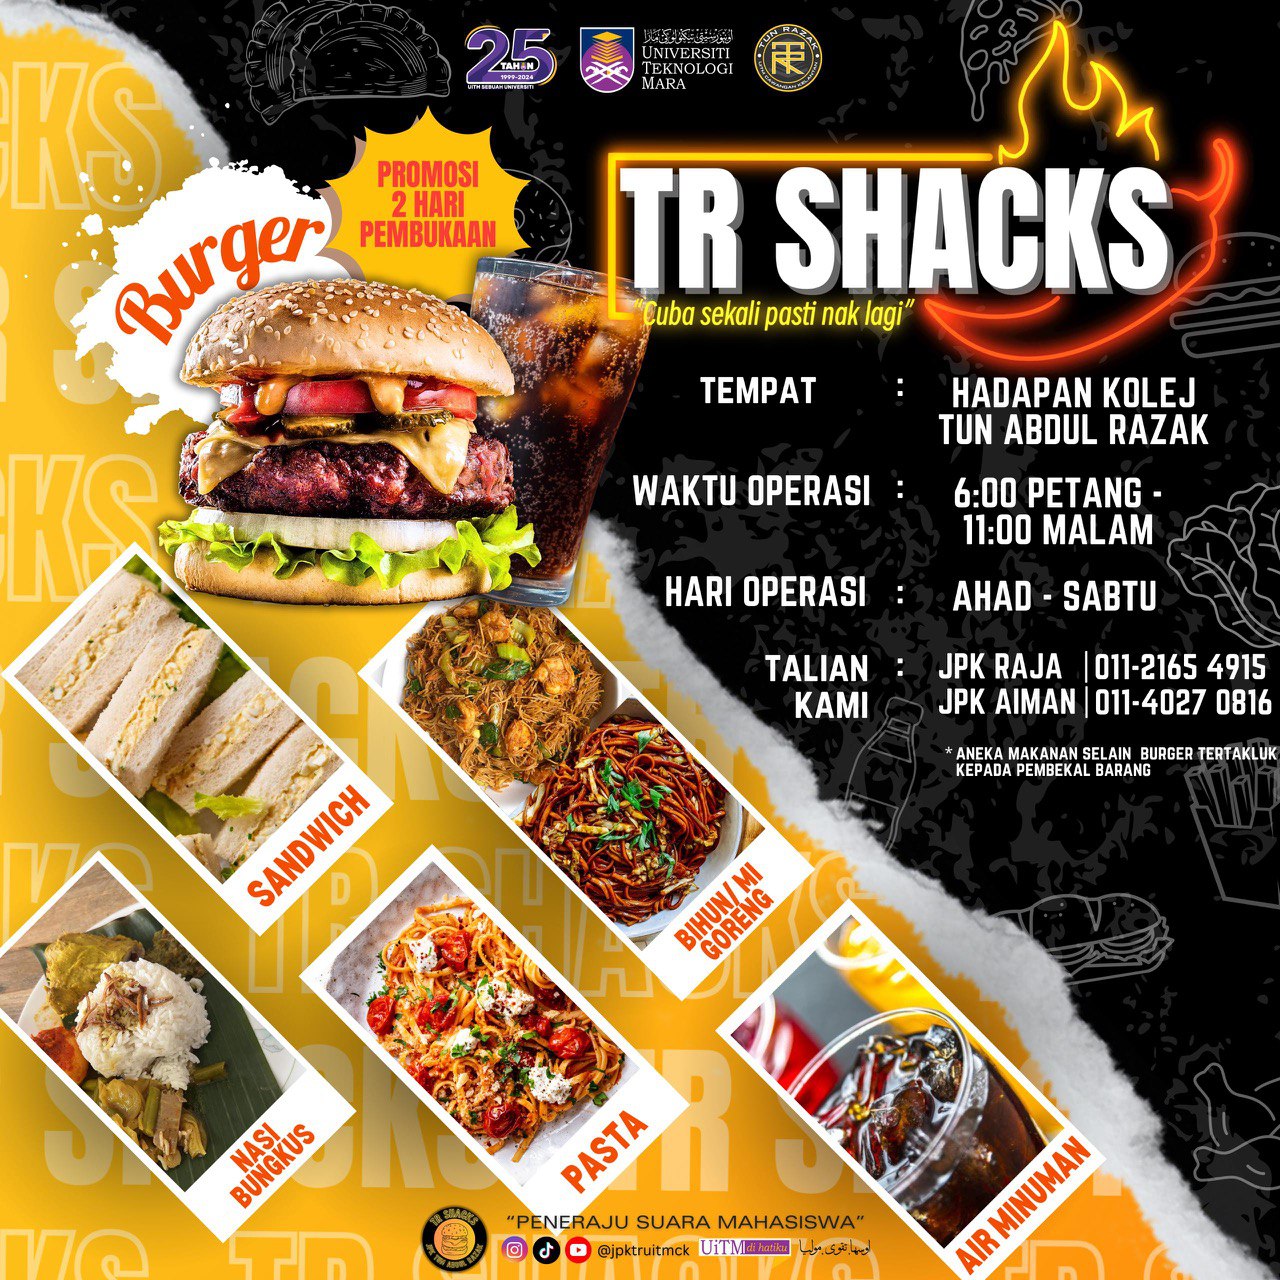 25
TAHUN
1999-2024
UiTM SEBUAH UNIVERSITI
UNIVERSITI
TEKNOLOGI
MARA
TUN RAZAK
PROMOSI
2 HARI
PEMBUKAAN
Burger
TR SHACKS
"Cuba sekali pasti nak lagi"
TEMPAT : HADAPAN KOLEJ
TUN ABDUL RAZAK
WAKTU OPERASI : 6:00 PETANG -
11:00 MALAM
HARI OPERASI : AHAD - SABTU
TALIAN : JPK RAJA | 011-2165 4915
KAMI JPK AIMAN | 011-4027 0816
* ANEKA MAKANAN SELAIN BURGER TERTAKLUK
KEPADA PEMBEKAL BARANG
SANDWICH
BIHUN/ MI
GORENG
NASI
BUNGKUS
PASTA
AIR MINUMAN
TR SHACKS
JPK TUN ABDUL RAZAK
"PENERAJU SUARA MAHASISWA"
@jpktruitmck UiTM di hatiku